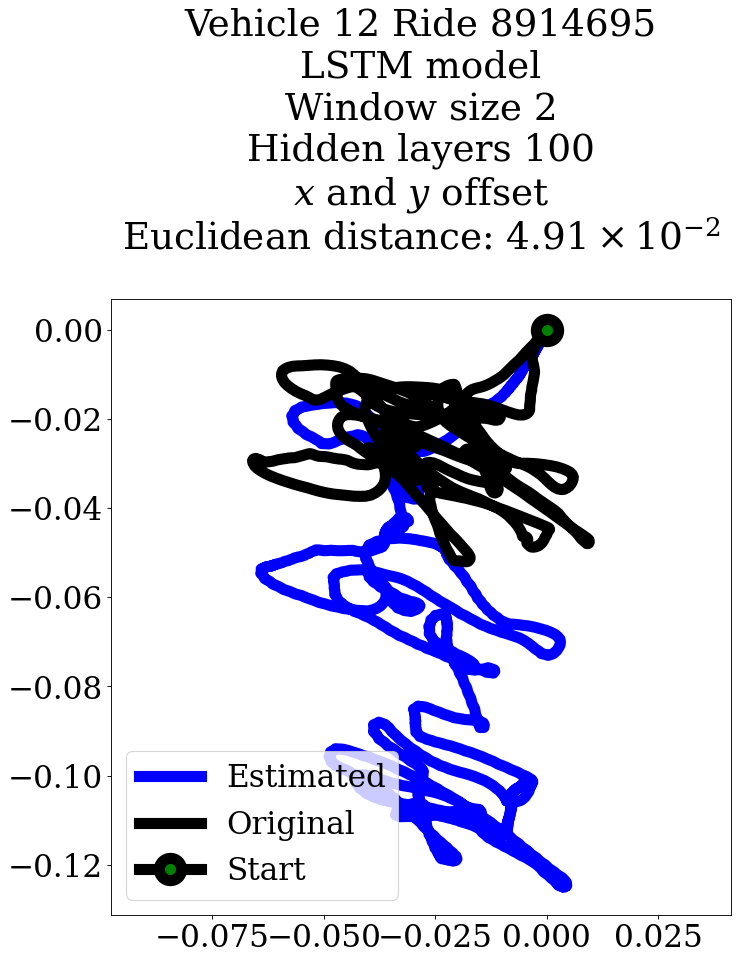 Vehicle 12 Ride 8914695
LSTM model
Window size 2
Hidden layers 100
x and y offset
Euclidean distance: 4.91 × 10⁻²
0.00
−0.02
−0.04
−0.06
−0.08
−0.10
−0.12
Estimated
Original
Start
−0.075 −0.050 −0.025 0.000 0.025